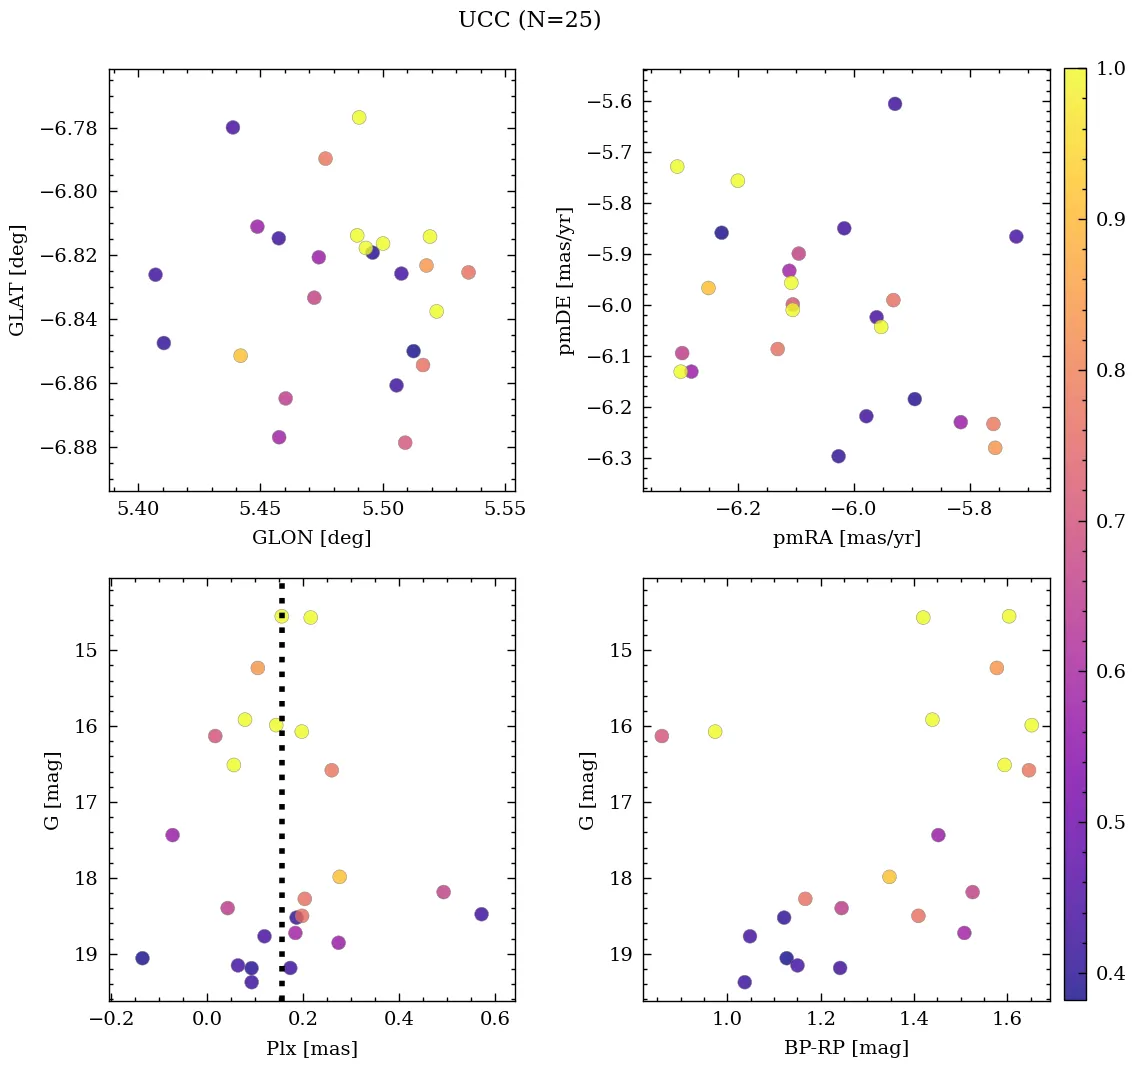 UCC (N=25)
−6.78
−6.80
−6.82
−6.84
−6.86
−6.88
GLAT [deg]
5.40 5.45 5.50 5.55
GLON [deg]
−5.6
−5.7
−5.8
−5.9
−6.0
−6.1
−6.2
−6.3
pmDE [mas/yr]
−6.2 −6.0 −5.8
pmRA [mas/yr]
15
16
17
18
19
G [mag]
−0.2 0.0 0.2 0.4 0.6
Plx [mas]
15
16
17
18
19
G [mag]
1.0 1.2 1.4 1.6
BP-RP [mag]
1.0
0.9
0.8
0.7
0.6
0.5
0.4